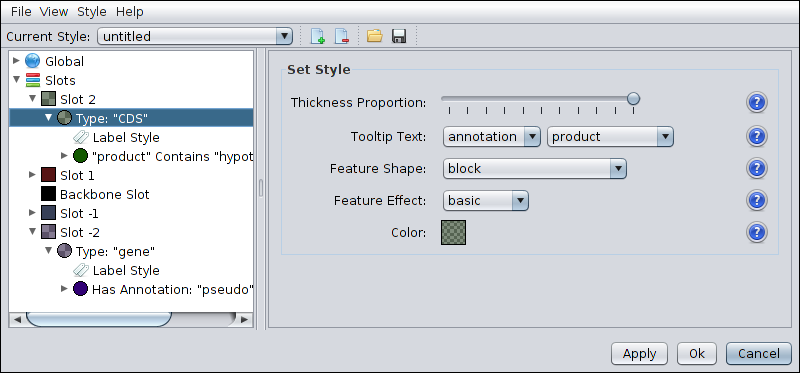 File View Style Help
Current Style: untitled
Global
Slots
Slot 2
Type: "CDS"
Label Style
"product" Contains "hypot
Slot 1
Backbone Slot
Slot -1
Slot -2
Type: "gene"
Label Style
Has Annotation: "pseudo"
Set Style
Thickness Proportion: ?
Tooltip Text: annotation product ?
Feature Shape: block ?
Feature Effect: basic ?
Color: ?
Apply Ok Cancel